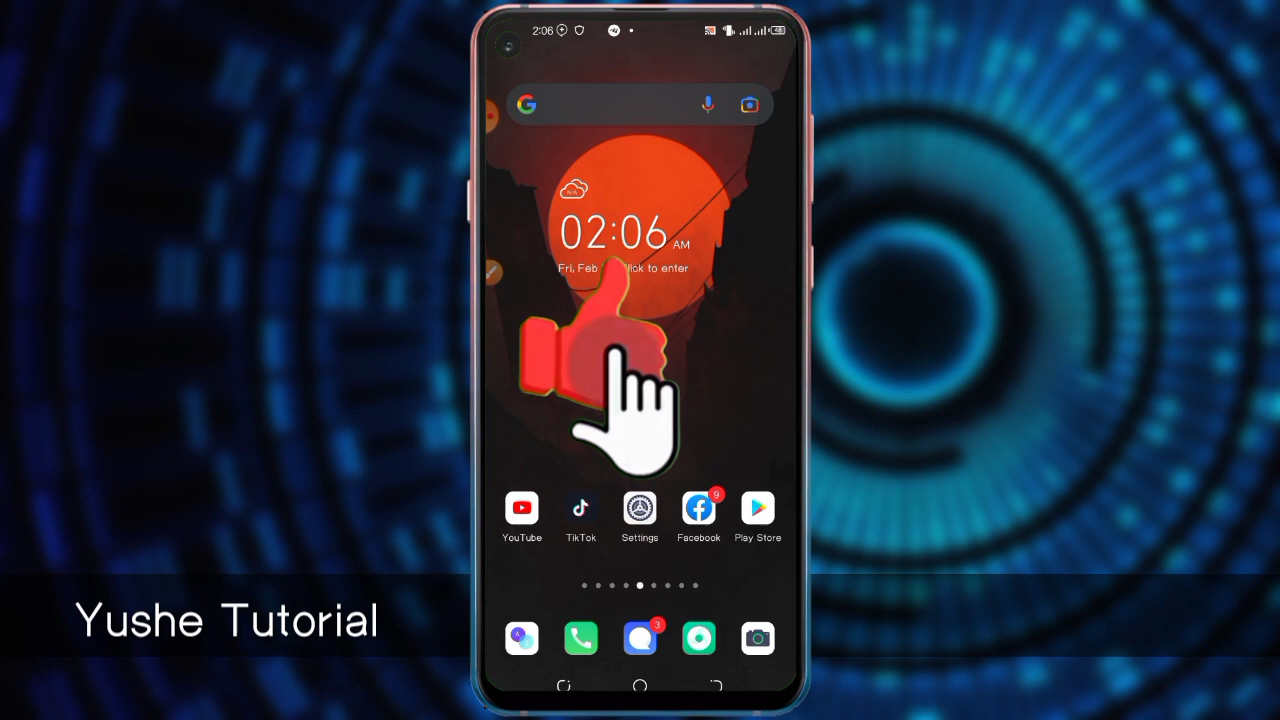 2:06
02:06 AM
Fri, Feb lick to enter
YouTube TikTok Settings Facebook Play Store
9
3
Yushe Tutorial